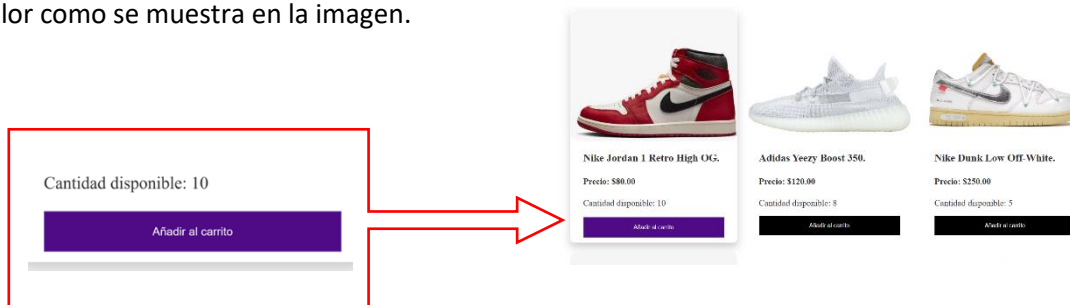 lor como se muestra en la imagen.
Cantidad disponible: 10
Añadir al carrito
Nike Jordan 1 Retro High OG.
Precio: $80.00
Cantidad disponible: 10
Añadir al carrito
Adidas Yeezy Boost 350.
Precio: $120.00
Cantidad disponible: 8
Añadir al carrito
Nike Dunk Low Off-White.
Precio: $250.00
Cantidad disponible: 5
Añadir al carrito